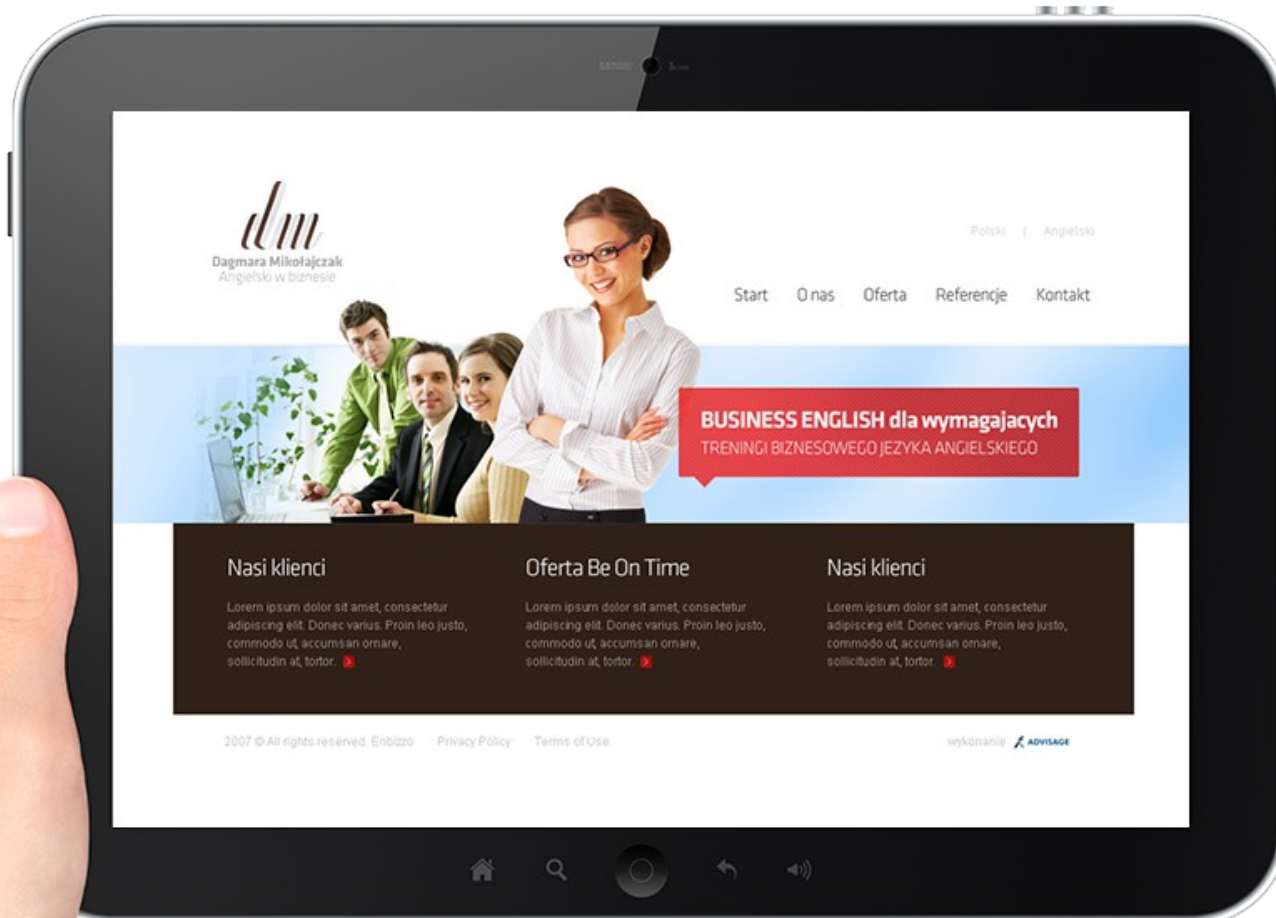 dm
Dagmara Mikołajczak
Angielski w biznesie
Polski | Angielski
Start O nas Oferta Referencje Kontakt
BUSINESS ENGLISH dla wymagajacych
TRENINGI BIZNESOWEGO JEZYKA ANGIELSKIEGO
Nasi klienci
Lorem ipsum dolor sit amet, consectetur
adipiscing elit. Donec varius. Proin leo justo,
commodo ut, accumsan ornare,
sollicitudin at, tortor.
Oferta Be On Time
Lorem ipsum dolor sit amet, consectetur
adipiscing elit. Donec varius. Proin leo justo,
commodo ut, accumsan ornare,
sollicitudin at, tortor.
Nasi klienci
Lorem ipsum dolor sit amet, consectetur
adipiscing elit. Donec varius. Proin leo justo,
commodo ut, accumsan ornare,
sollicitudin at, tortor.
2007 © All rights reserved. Enbizzo Privacy Policy Terms of Use
wykonanie ADVISAGE